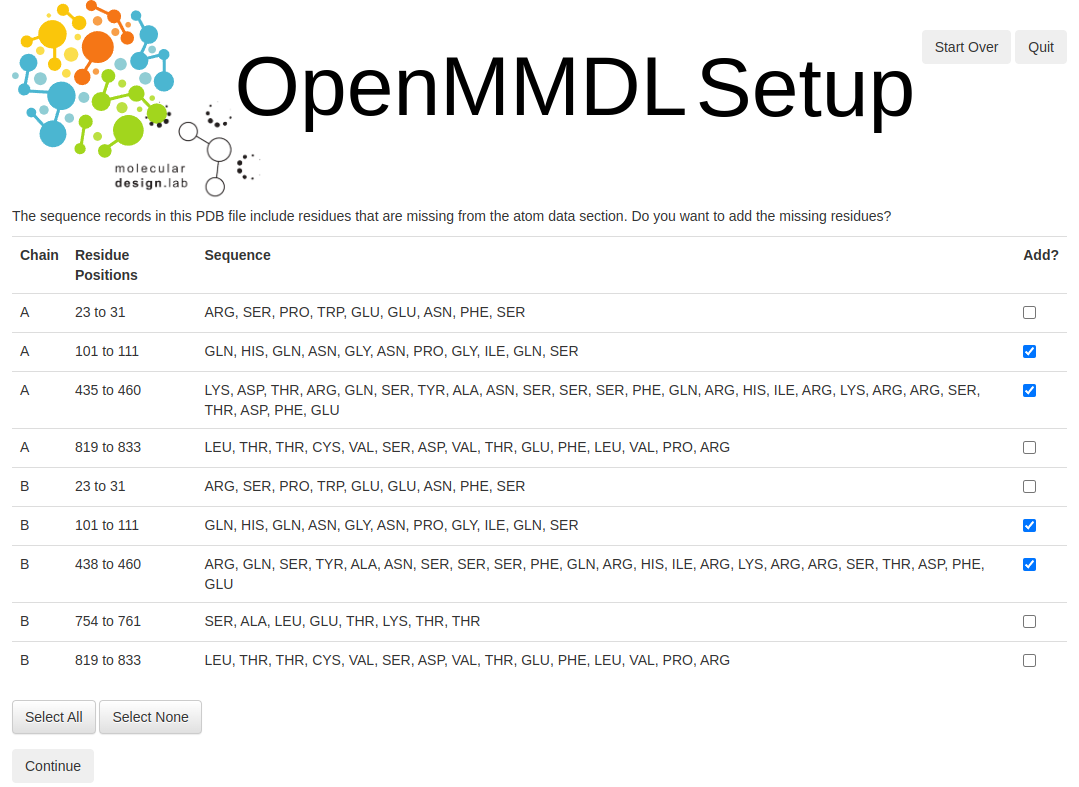 Start Over Quit
OpenMMDL Setup
molecular
design.lab
The sequence records in this PDB file include residues that are missing from the atom data section. Do you want to add the missing residues?
Chain Residue Positions Sequence Add?
A 23 to 31 ARG, SER, PRO, TRP, GLU, GLU, ASN, PHE, SER
A 101 to 111 GLN, HIS, GLN, ASN, GLY, ASN, PRO, GLY, ILE, GLN, SER
A 435 to 460 LYS, ASP, THR, ARG, GLN, SER, TYR, ALA, ASN, SER, SER, SER, PHE, GLN, ARG, HIS, ILE, ARG, LYS, ARG, ARG, SER,
THR, ASP, PHE, GLU
A 819 to 833 LEU, THR, THR, CYS, VAL, SER, ASP, VAL, THR, GLU, PHE, LEU, VAL, PRO, ARG
B 23 to 31 ARG, SER, PRO, TRP, GLU, GLU, ASN, PHE, SER
B 101 to 111 GLN, HIS, GLN, ASN, GLY, ASN, PRO, GLY, ILE, GLN, SER
B 438 to 460 ARG, GLN, SER, TYR, ALA, ASN, SER, SER, SER, PHE, GLN, ARG, HIS, ILE, ARG, LYS, ARG, ARG, SER, THR, ASP, PHE,
GLU
B 754 to 761 SER, ALA, LEU, GLU, THR, LYS, THR, THR
B 819 to 833 LEU, THR, THR, CYS, VAL, SER, ASP, VAL, THR, GLU, PHE, LEU, VAL, PRO, ARG
Select All Select None
Continue